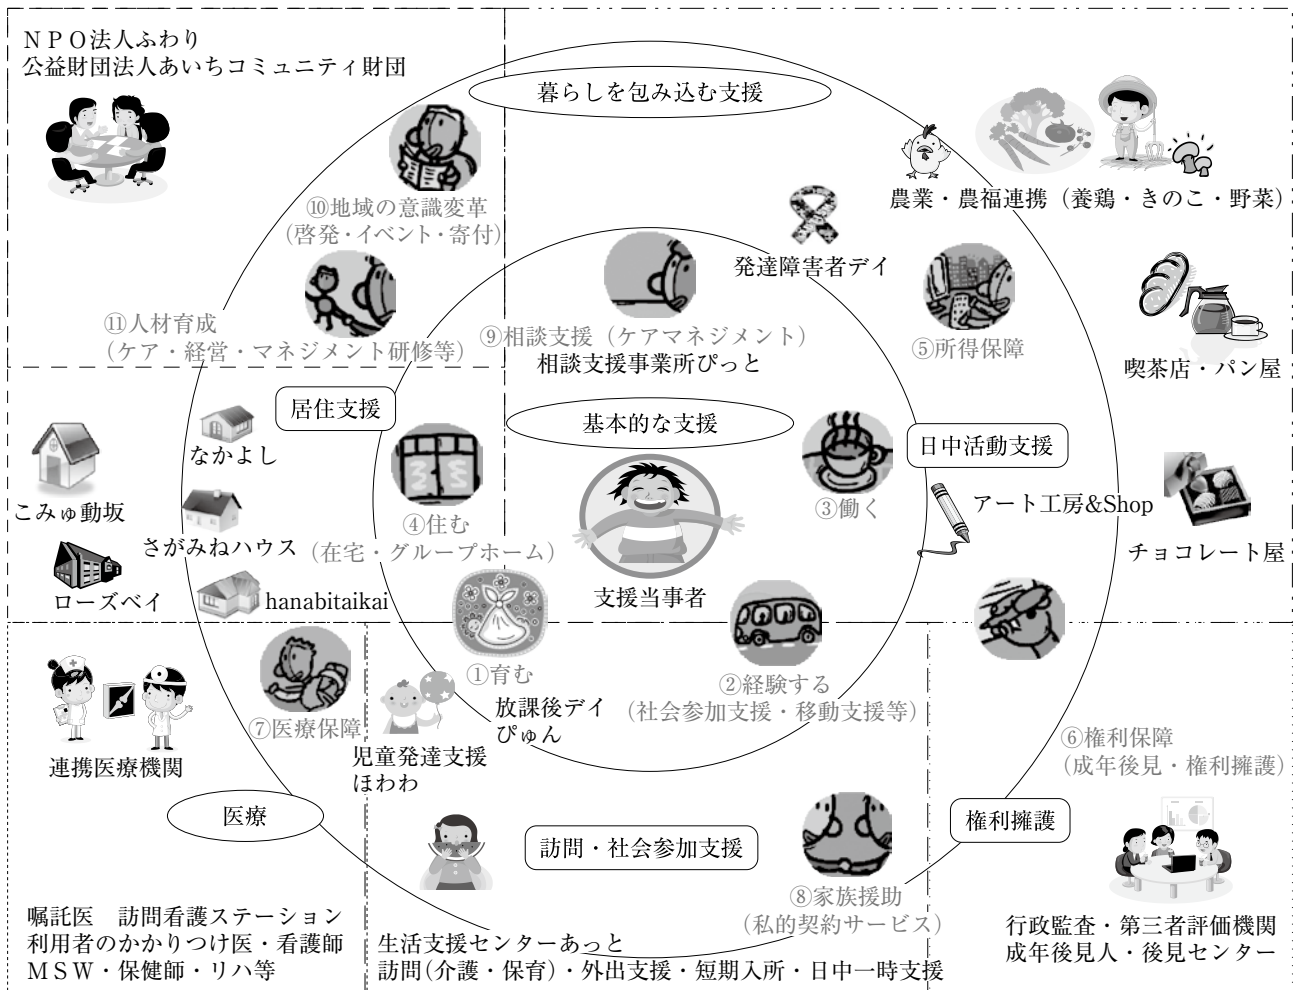 NPO法人ふわり
公益財団法人あいちコミュニティ財団
暮らしを包み込む支援
⑩地域の意識変革
(啓発・イベント・寄付)
農業・農福連携(養鶏・きのこ・野菜)
発達障害者デイ
⑪人材育成
(ケア・経営・マネジメント研修等)
⑨相談支援(ケアマネジメント)
相談支援事業所ぴっと
⑤所得保障
喫茶店・パン屋
居住支援
基本的な支援
日中活動支援
なかよし
こみゅ動坂
さがみねハウス
④住む
(在宅・グループホーム)
③働く
アート工房&Shop
チョコレート屋
ローズベイ
hanabitaikai
支援当事者
①育む
②経験する
(社会参加支援・移動支援等)
放課後デイ
ぴゅん
⑦医療保障
児童発達支援
ほわわ
連携医療機関
⑥権利保障
(成年後見・権利擁護)
医療
訪問・社会参加支援
権利擁護
⑧家族援助
(私的契約サービス)
嘱託医 訪問看護ステーション
利用者のかかりつけ医・看護師
MSW・保健師・リハ等
生活支援センターあっと
訪問(介護・保育)・外出支援・短期入所・日中一時支援
行政監査・第三者評価機関
成年後見人・後見センター